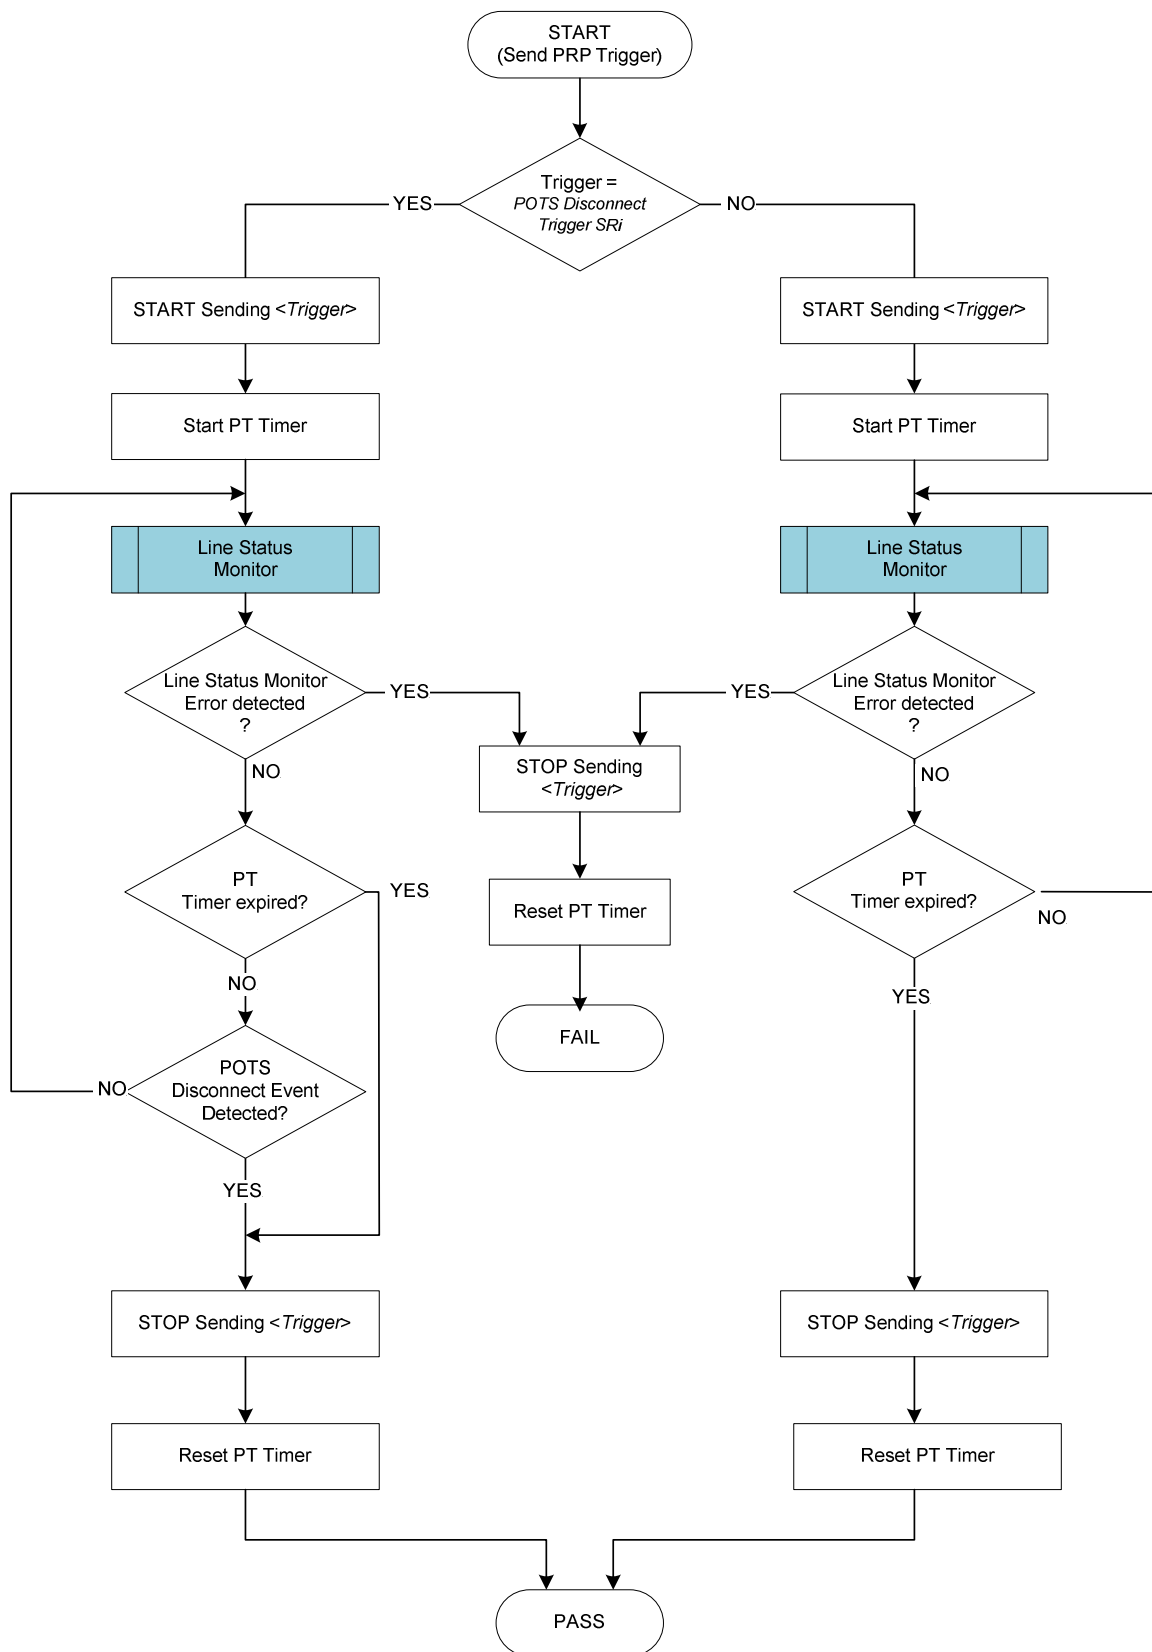 START
(Send PRP Trigger)
Trigger =
POTS Disconnect
Trigger SRi
YES
NO
START Sending <Trigger>
START Sending <Trigger>
Start PT Timer
Start PT Timer
Line Status
Monitor
Line Status
Monitor
Line Status Monitor
Error detected
?
YES
YES
Line Status Monitor
Error detected
?
NO
STOP Sending
<Trigger>
NO
PT
Timer expired?
YES
Reset PT Timer
PT
Timer expired?
NO
NO
YES
FAIL
POTS
Disconnect Event
Detected?
NO
YES
STOP Sending <Trigger>
STOP Sending <Trigger>
Reset PT Timer
Reset PT Timer
PASS